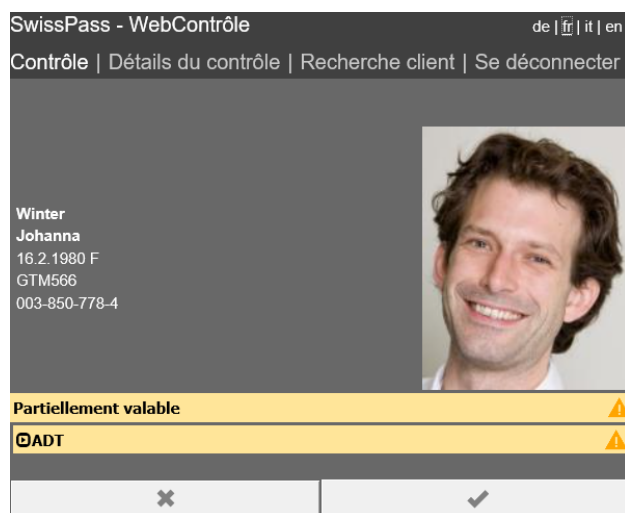 SwissPass - WebContrôle
de | fr | it | en
Contrôle | Détails du contrôle | Recherche client | Se déconnecter
Winter
Johanna
16.2.1980 F
GTM566
003-850-778-4
Partiellement valable
ADT